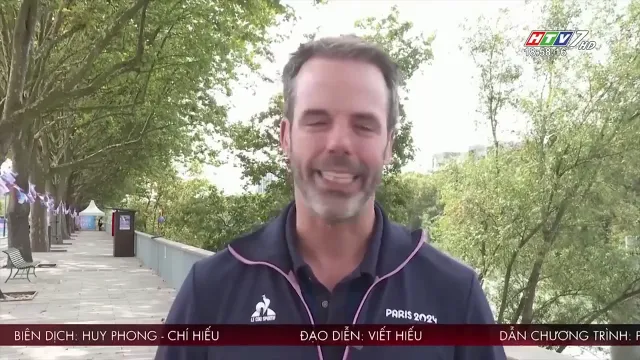 HTV7 HD
LE COQ SPORTIF
PARIS 2024
BIÊN DỊCH: HUY PHONG - CHÍ HIẾU ĐẠO DIỄN: VIẾT HIẾU DẪN CHƯƠNG TRÌNH: